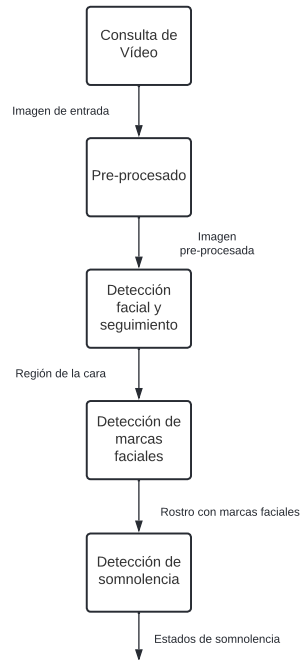 Consulta de
Vídeo
Imagen de entrada
Pre-procesado
Imagen
pre-procesada
Detección
facial y
seguimiento
Región de la cara
Detección de
marcas
faciales
Rostro con marcas faciales
Detección de
somnolencia
Estados de somnolencia